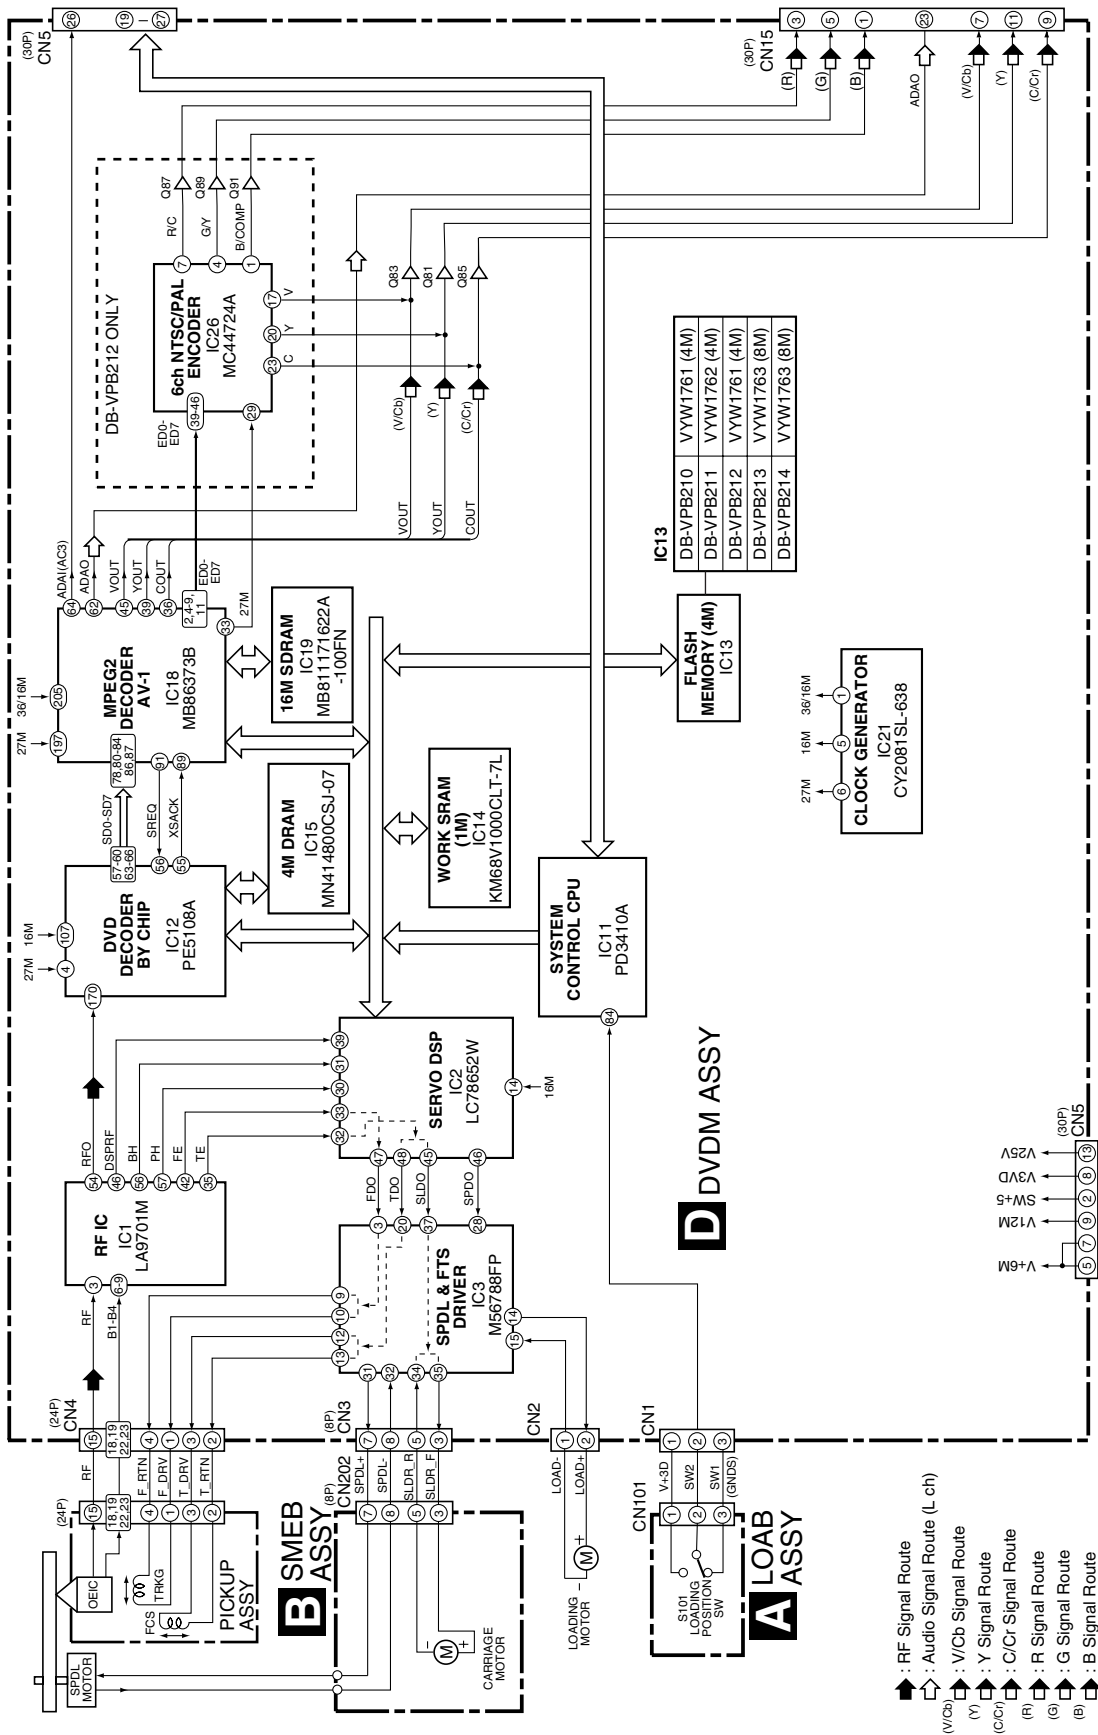 (30P)
CN5
26
19
27
(30P)
CN15
3
5
1
23
7
11
9
(R)
(G)
(B)
ADAO
(V/Cb)
(Y)
(C/Cr)
DB-VPB212 ONLY
6ch NTSC/PAL
ENCODER
IC26
MC44724A
ED0-
ED7
39-46
29
7
4
1
17
20
23
R/C
G/Y
B/COMP
V
Y
C
Q87
Q89
Q91
Q83
Q81
Q85
(V/Cb)
(Y)
(C/Cr)
VOUT
YOUT
COUT
IC13
DB-VPB210 VYW1761 (4M)
DB-VPB211 VYW1762 (4M)
DB-VPB212 VYW1761 (4M)
DB-VPB213 VYW1763 (8M)
DB-VPB214 VYW1763 (8M)
FLASH
MEMORY (4M)
IC13
CLOCK GENERATOR
IC21
CY2081SL-638
27M
16M
36/16M
6
5
1
MPEG2
DECODER
AV-1
IC18
MB86373B
27M
36/16M
197
205
78,80-84
86,87
91
89
64
62
45
39
36
2,4-9,
11
33
ADAI(AC3)
ADAO
VOUT
YOUT
COUT
ED0-
ED7
27M
16M SDRAM
IC19
MB811171622A
-100FN
SD0-SD7
SREQ
XSACK
DVD
DECODER
BY CHIP
IC12
PE5108A
27M
16M
4
107
170
57-60
63-66
56
55
4M DRAM
IC15
MN414800CSJ-07
WORK SRAM
(1M)
IC14
KM68V1000CLT-7L
SYSTEM
CONTROL CPU
IC11
PD3410A
84
RF IC
IC1
LA9701M
3
6-9
54
46
56
57
42
35
RFO
DSPRF
BH
PH
FE
TE
SERVO DSP
IC2
LC78652W
39
31
30
33
32
47
48
45
46
14
16M
FDO
TDO
SLDO
SPDO
SPDL & FTS
DRIVER
IC3
M56788FP
3
20
37
28
9
10
12
13
31
32
34
35
15
14
D DVDM ASSY
(30P)
CN5
V+6M
V12M
SW+5
V3VD
V25V
5
7
9
2
8
13
(24P)
CN4
15
18,19
22,23
4
1
3
2
RF
B1-B4
RF
F_RTN
F_DRV
T_DRV
T_RTN
(24P)
15
18,19
22,23
4
1
3
2
OEIC
TRKG
FCS
PICKUP
ASSY
SPDL
MOTOR
B SMEB
ASSY
(8P)
CN3
7
8
5
3
SPDL+
SPDL-
SLDR_R
SLDR_F
(8P)
CN202
7
8
5
3
M
-
+
CARRIAGE
MOTOR
CN2
1
2
LOAD-
LOAD+
-
M
+
LOADING
MOTOR
CN1
1
2
3
V+3D
SW2
SW1
(GNDS)
CN101
1
2
3
S101
LOADING
POSITION
SW
A LOAB
ASSY
: RF Signal Route
: Audio Signal Route (L ch)
(V/Cb) : V/Cb Signal Route
(Y) : Y Signal Route
(C/Cr) : C/Cr Signal Route
(R) : R Signal Route
(G) : G Signal Route
(B) : B Signal Route